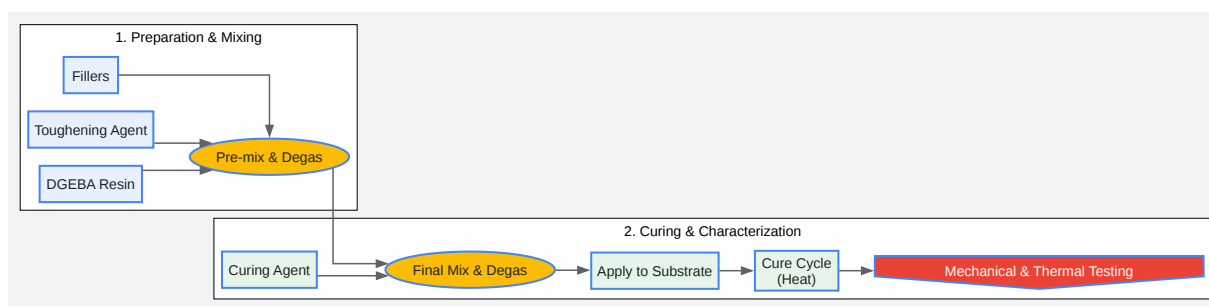 1. Preparation & Mixing
Fillers
Toughening Agent
Pre-mix & Degas
DGEBA Resin
2. Curing & Characterization
Curing Agent
Final Mix & Degas
Apply to Substrate
Cure Cycle
(Heat)
Mechanical & Thermal Testing